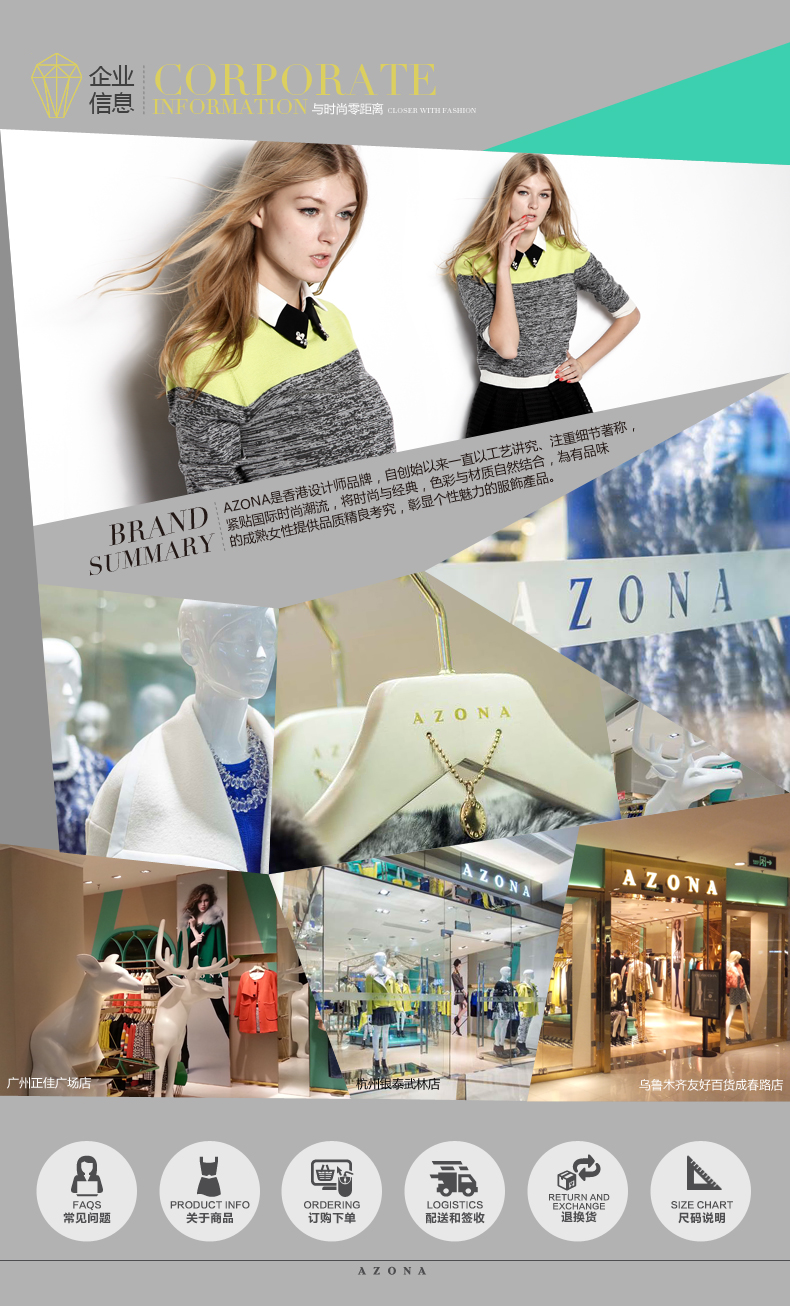 企业
信息
CORPORATE
INFORMATION 与时尚零距离 CLOSER WITH FASHION
AZONA是香港设计师品牌，自创始以来一直以工艺讲究、注重细节著称，
紧贴国际时尚潮流，将时尚与经典，色彩与材质自然结合，為有品味
的成熟女性提供品质精良考究，彰显个性魅力的服飾產品。
BRAND
SUMMARY
AZONA
AZONA
AZ
AZONA
AZONA
广州正佳广场店
杭州银泰武林店
乌鲁木齐友好百货成春路店
FAQS
常见问题
PRODUCT INFO
关于商品
ORDERING
订购下单
LOGISTICS
配送和签收
RETURN AND
EXCHANGE
退换货
SIZE CHART
尺码说明
AZONA